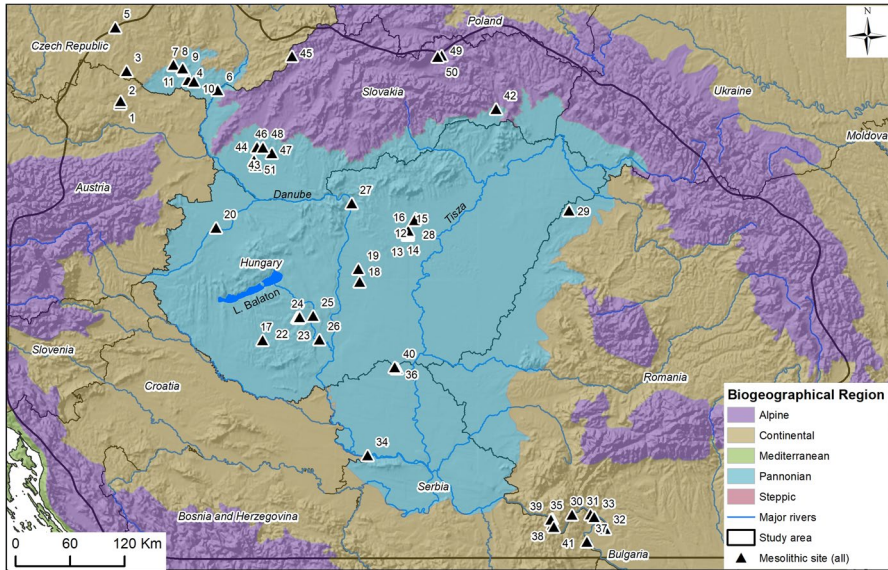 Czech Republic
Poland
N
Slovakia
Ukraine
Moldova
Austria
Danube
Tisza
Hungary
L. Balaton
Slovenia
Croatia
Romania
Serbia
Bosnia and Herzegovina
Bulgaria
5
7
8
9
3
4
6
11
10
2
1
45
49
50
42
44
46
48
47
43
51
27
20
16
15
12
28
13
14
29
19
18
24
25
17
22
23
26
40
36
34
39
35
30
31
33
32
38
37
41
0
60
120 Km
Biogeographical Region
Alpine
Continental
Mediterranean
Pannonian
Steppic
Major rivers
Study area
Mesolithic site (all)